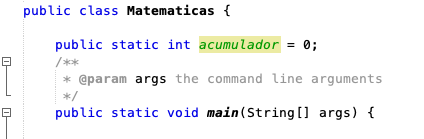 public class Matematicas {
public static int acumulador = 0;
/**
* @param args the command line arguments
*/
public static void main(String[] args) {